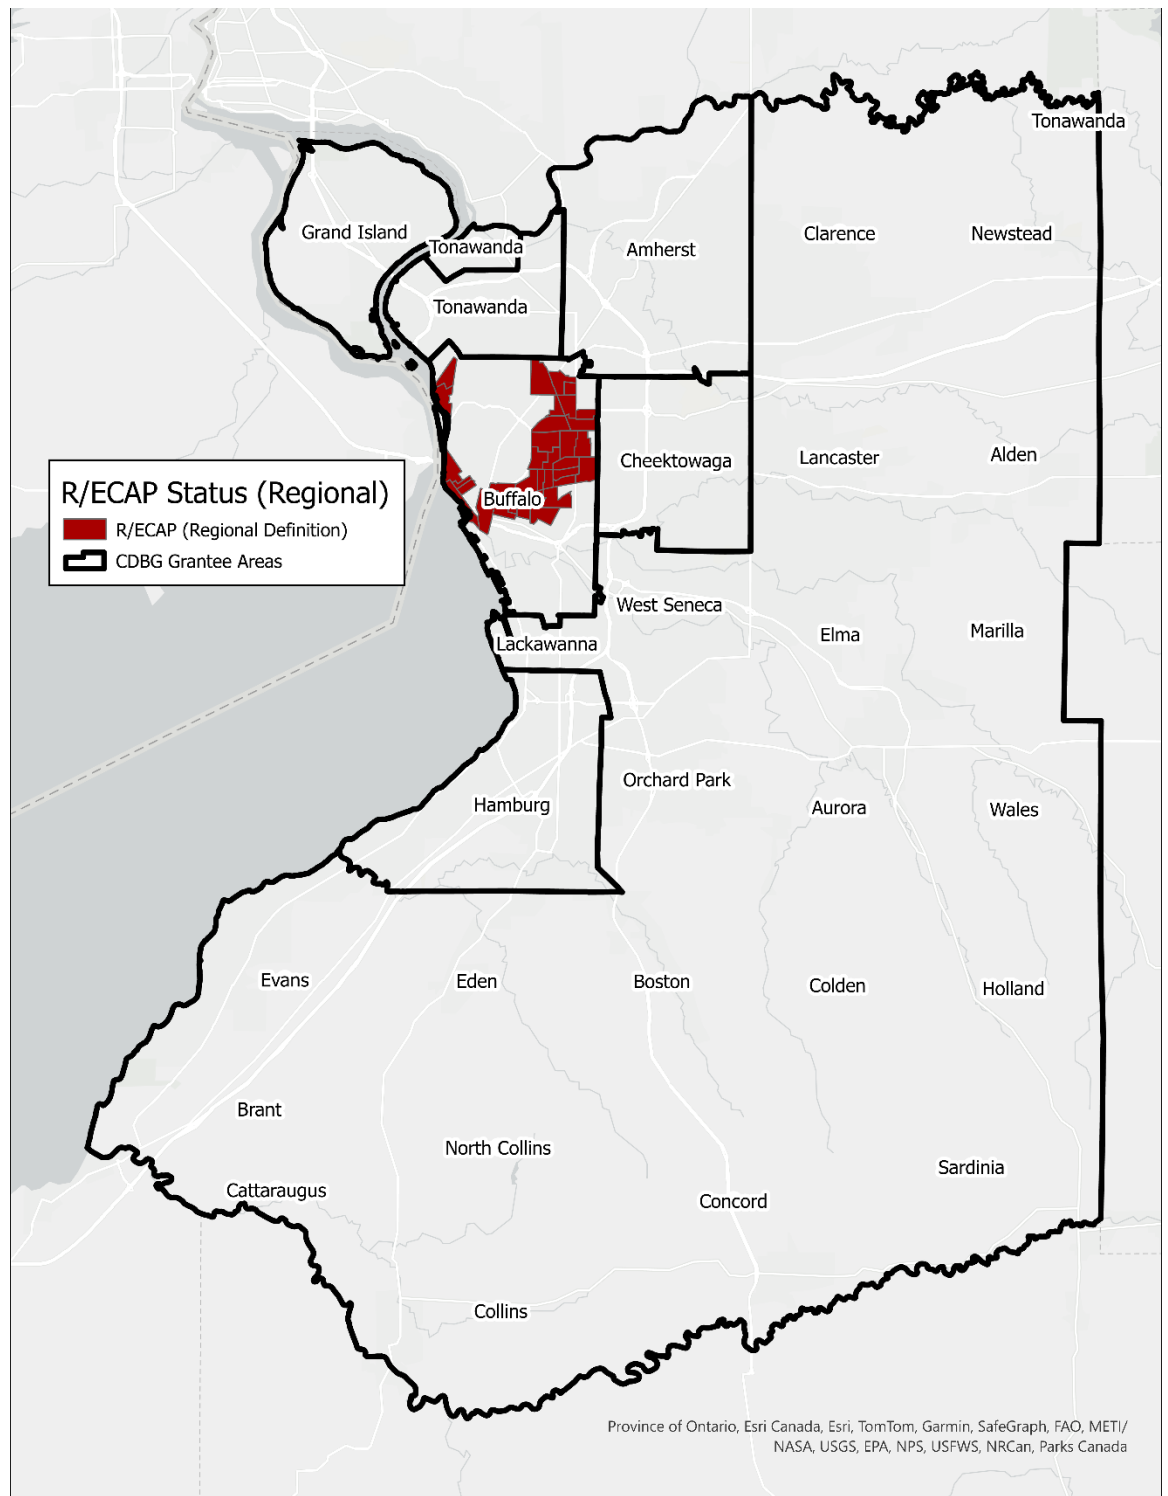 Tonawanda
Grand Island
Tonawanda
Amherst
Clarence
Newstead
Tonawanda
Cheektowaga
Lancaster
Alden
R/ECAP Status (Regional)
R/ECAP (Regional Definition)
CDBG Grantee Areas
Buffalo
West Seneca
Elma
Marilla
Lackawanna
Hamburg
Orchard Park
Aurora
Wales
Evans
Eden
Boston
Colden
Holland
Brant
North Collins
Sardinia
Cattaraugus
Concord
Collins
Province of Ontario, Esri Canada, Esri, TomTom, Garmin, SafeGraph, FAO, METI/
NASA, USGS, EPA, NPS, USFWS, NRCan, Parks Canada